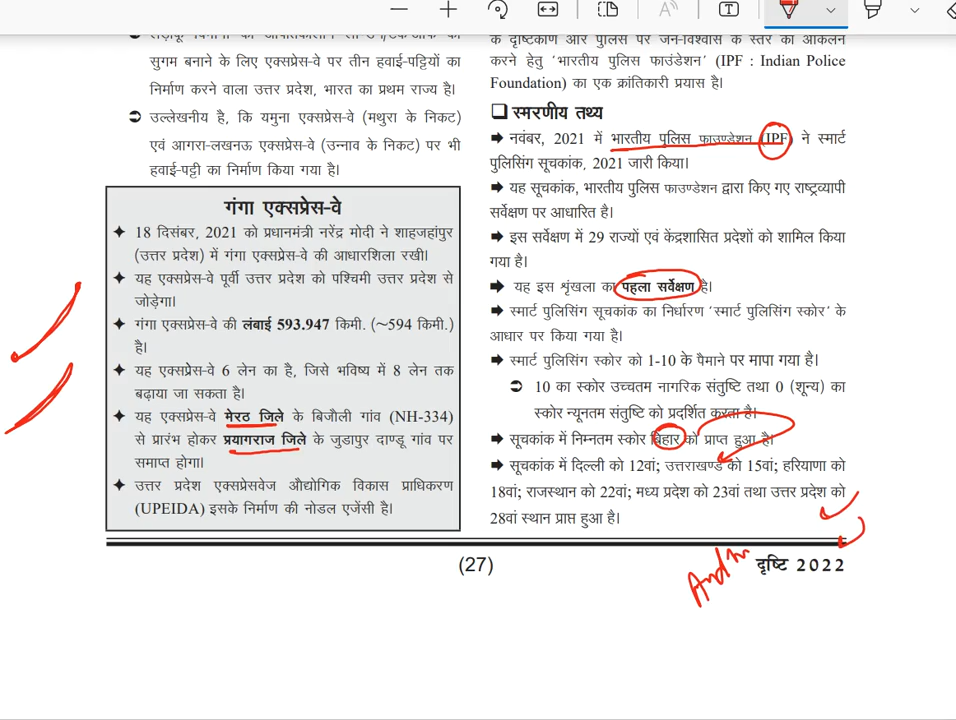 सुगम बनाने के लिए एक्सप्रेस-वे पर तीन हवाई-पट्टियों का
निर्माण करने वाला उत्तर प्रदेश, भारत का प्रथम राज्य है।
➲ उल्लेखनीय है, कि यमुना एक्सप्रेस-वे (मथुरा के निकट)
एवं आगरा-लखनऊ एक्सप्रेस-वे (उन्नाव के निकट) पर भी
हवाई-पट्टी का निर्माण किया गया है।
गंगा एक्सप्रेस-वे
✦ 18 दिसंबर, 2021 को प्रधानमंत्री नरेंद्र मोदी ने शाहजहांपुर
(उत्तर प्रदेश) में गंगा एक्सप्रेस-वे की आधारशिला रखी।
✦ यह एक्सप्रेस-वे पूर्वी उत्तर प्रदेश को पश्चिमी उत्तर प्रदेश से
जोड़ेगा।
✦ गंगा एक्सप्रेस-वे की लंबाई 593.947 किमी. (~594 किमी.)
है।
✦ यह एक्सप्रेस-वे 6 लेन का है, जिसे भविष्य में 8 लेन तक
बढ़ाया जा सकता है।
✦ यह एक्सप्रेस-वे मेरठ जिले के बिजौली गांव (NH-334)
से प्रारंभ होकर प्रयागराज जिले के जुडापुर दाण्डू गांव पर
समाप्त होगा।
✦ उत्तर प्रदेश एक्सप्रेसवेज औद्योगिक विकास प्राधिकरण
(UPEIDA) इसके निर्माण की नोडल एजेंसी है।
के दृष्टिकोण और पुलिस पर जन-विश्वास के स्तर का आकलन
करने हेतु 'भारतीय पुलिस फाउंडेशन' (IPF : Indian Police
Foundation) का एक क्रांतिकारी प्रयास है।
❑ स्मरणीय तथ्य
➡ नवंबर, 2021 में भारतीय पुलिस फाउण्डेशन (IPF) ने स्मार्ट
पुलिसिंग सूचकांक, 2021 जारी किया।
➡ यह सूचकांक, भारतीय पुलिस फाउण्डेशन द्वारा किए गए राष्ट्रव्यापी
सर्वेक्षण पर आधारित है।
➡ इस सर्वेक्षण में 29 राज्यों एवं केंद्रशासित प्रदेशों को शामिल किया
गया है।
➡ यह इस शृंखला का पहला सर्वेक्षण है।
➡ स्मार्ट पुलिसिंग सूचकांक का निर्धारण 'स्मार्ट पुलिसिंग स्कोर' के
आधार पर किया गया है।
➡ स्मार्ट पुलिसिंग स्कोर को 1-10 के पैमाने पर मापा गया है।
➲ 10 का स्कोर उच्चतम नागरिक संतुष्टि तथा 0 (शून्य) का
स्कोर न्यूनतम संतुष्टि को प्रदर्शित करता है।
➡ सूचकांक में निम्नतम स्कोर बिहार को प्राप्त हुआ है।
➡ सूचकांक में दिल्ली को 12वां; उत्तराखण्ड को 15वां; हरियाणा को
18वां; राजस्थान को 22वां; मध्य प्रदेश को 23वां तथा उत्तर प्रदेश को
28वां स्थान प्राप्त हुआ है।
(27)
दृष्टि 2022